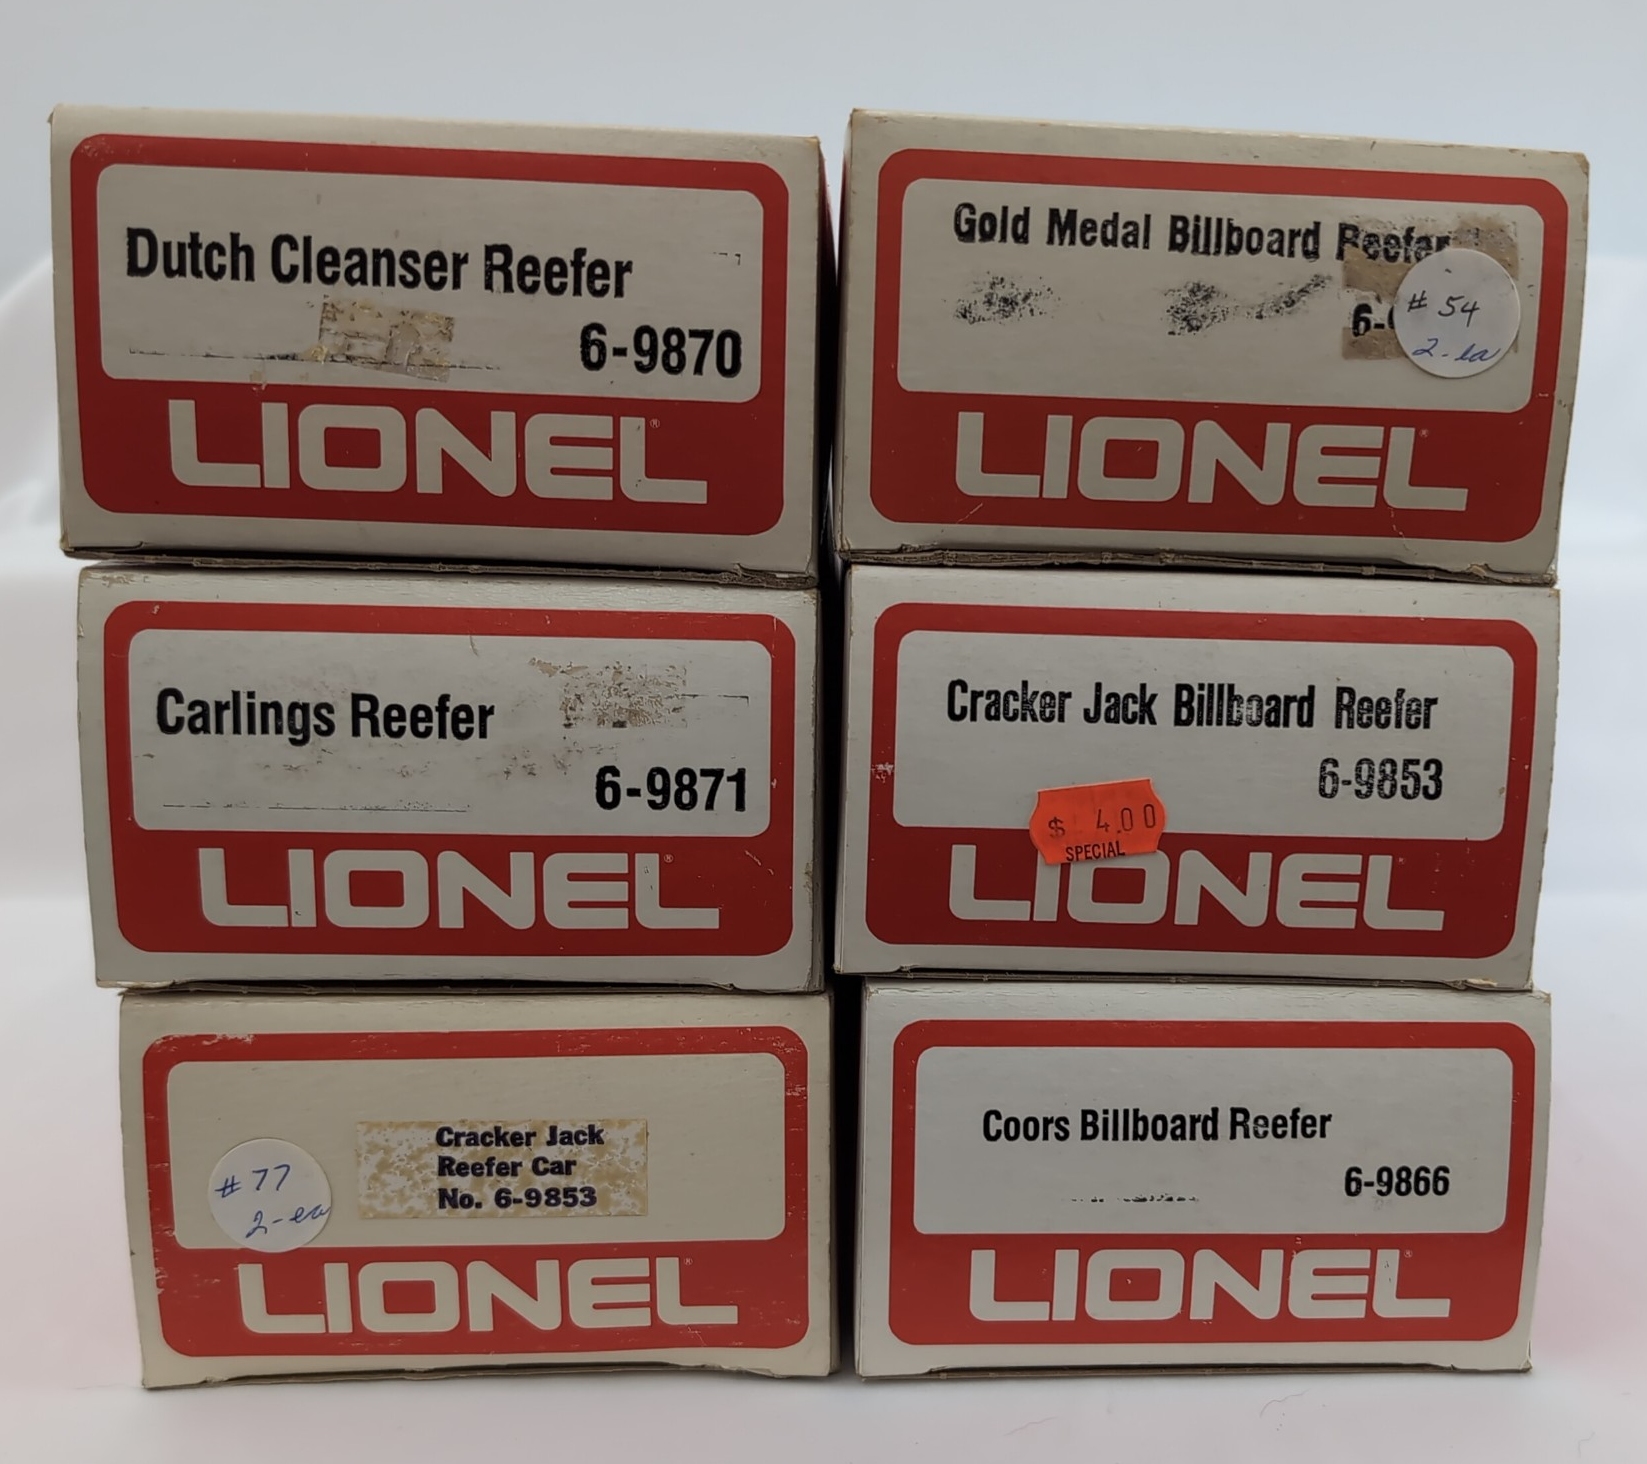 Dutch Cleanser Reefer
6-9870
LIONEL®
Gold Medal Billboard Reefer
6-
# 54
2-ea
LIONEL®
Carlings Reefer
6-9871
LIONEL®
Cracker Jack Billboard Reefer
6-9853
$ 4.00
SPECIAL
LIONEL
Cracker Jack
Reefer Car
No. 6-9853
# 77
2-ea
LIONEL®
Coors Billboard Reefer
6-9866
LIONEL®